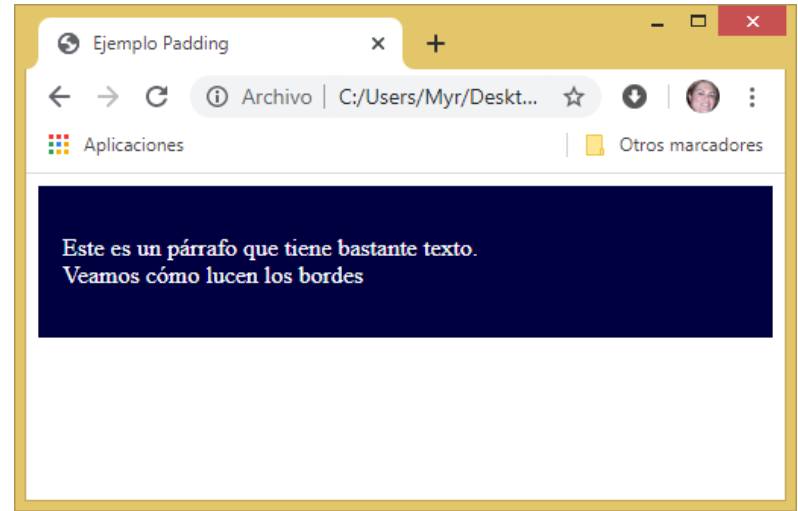 Ejemplo Padding
Archivo | C:/Users/Myr/Deskt...
Aplicaciones
Otros marcadores
Este es un párrafo que tiene bastante texto.
Veamos cómo lucen los bordes